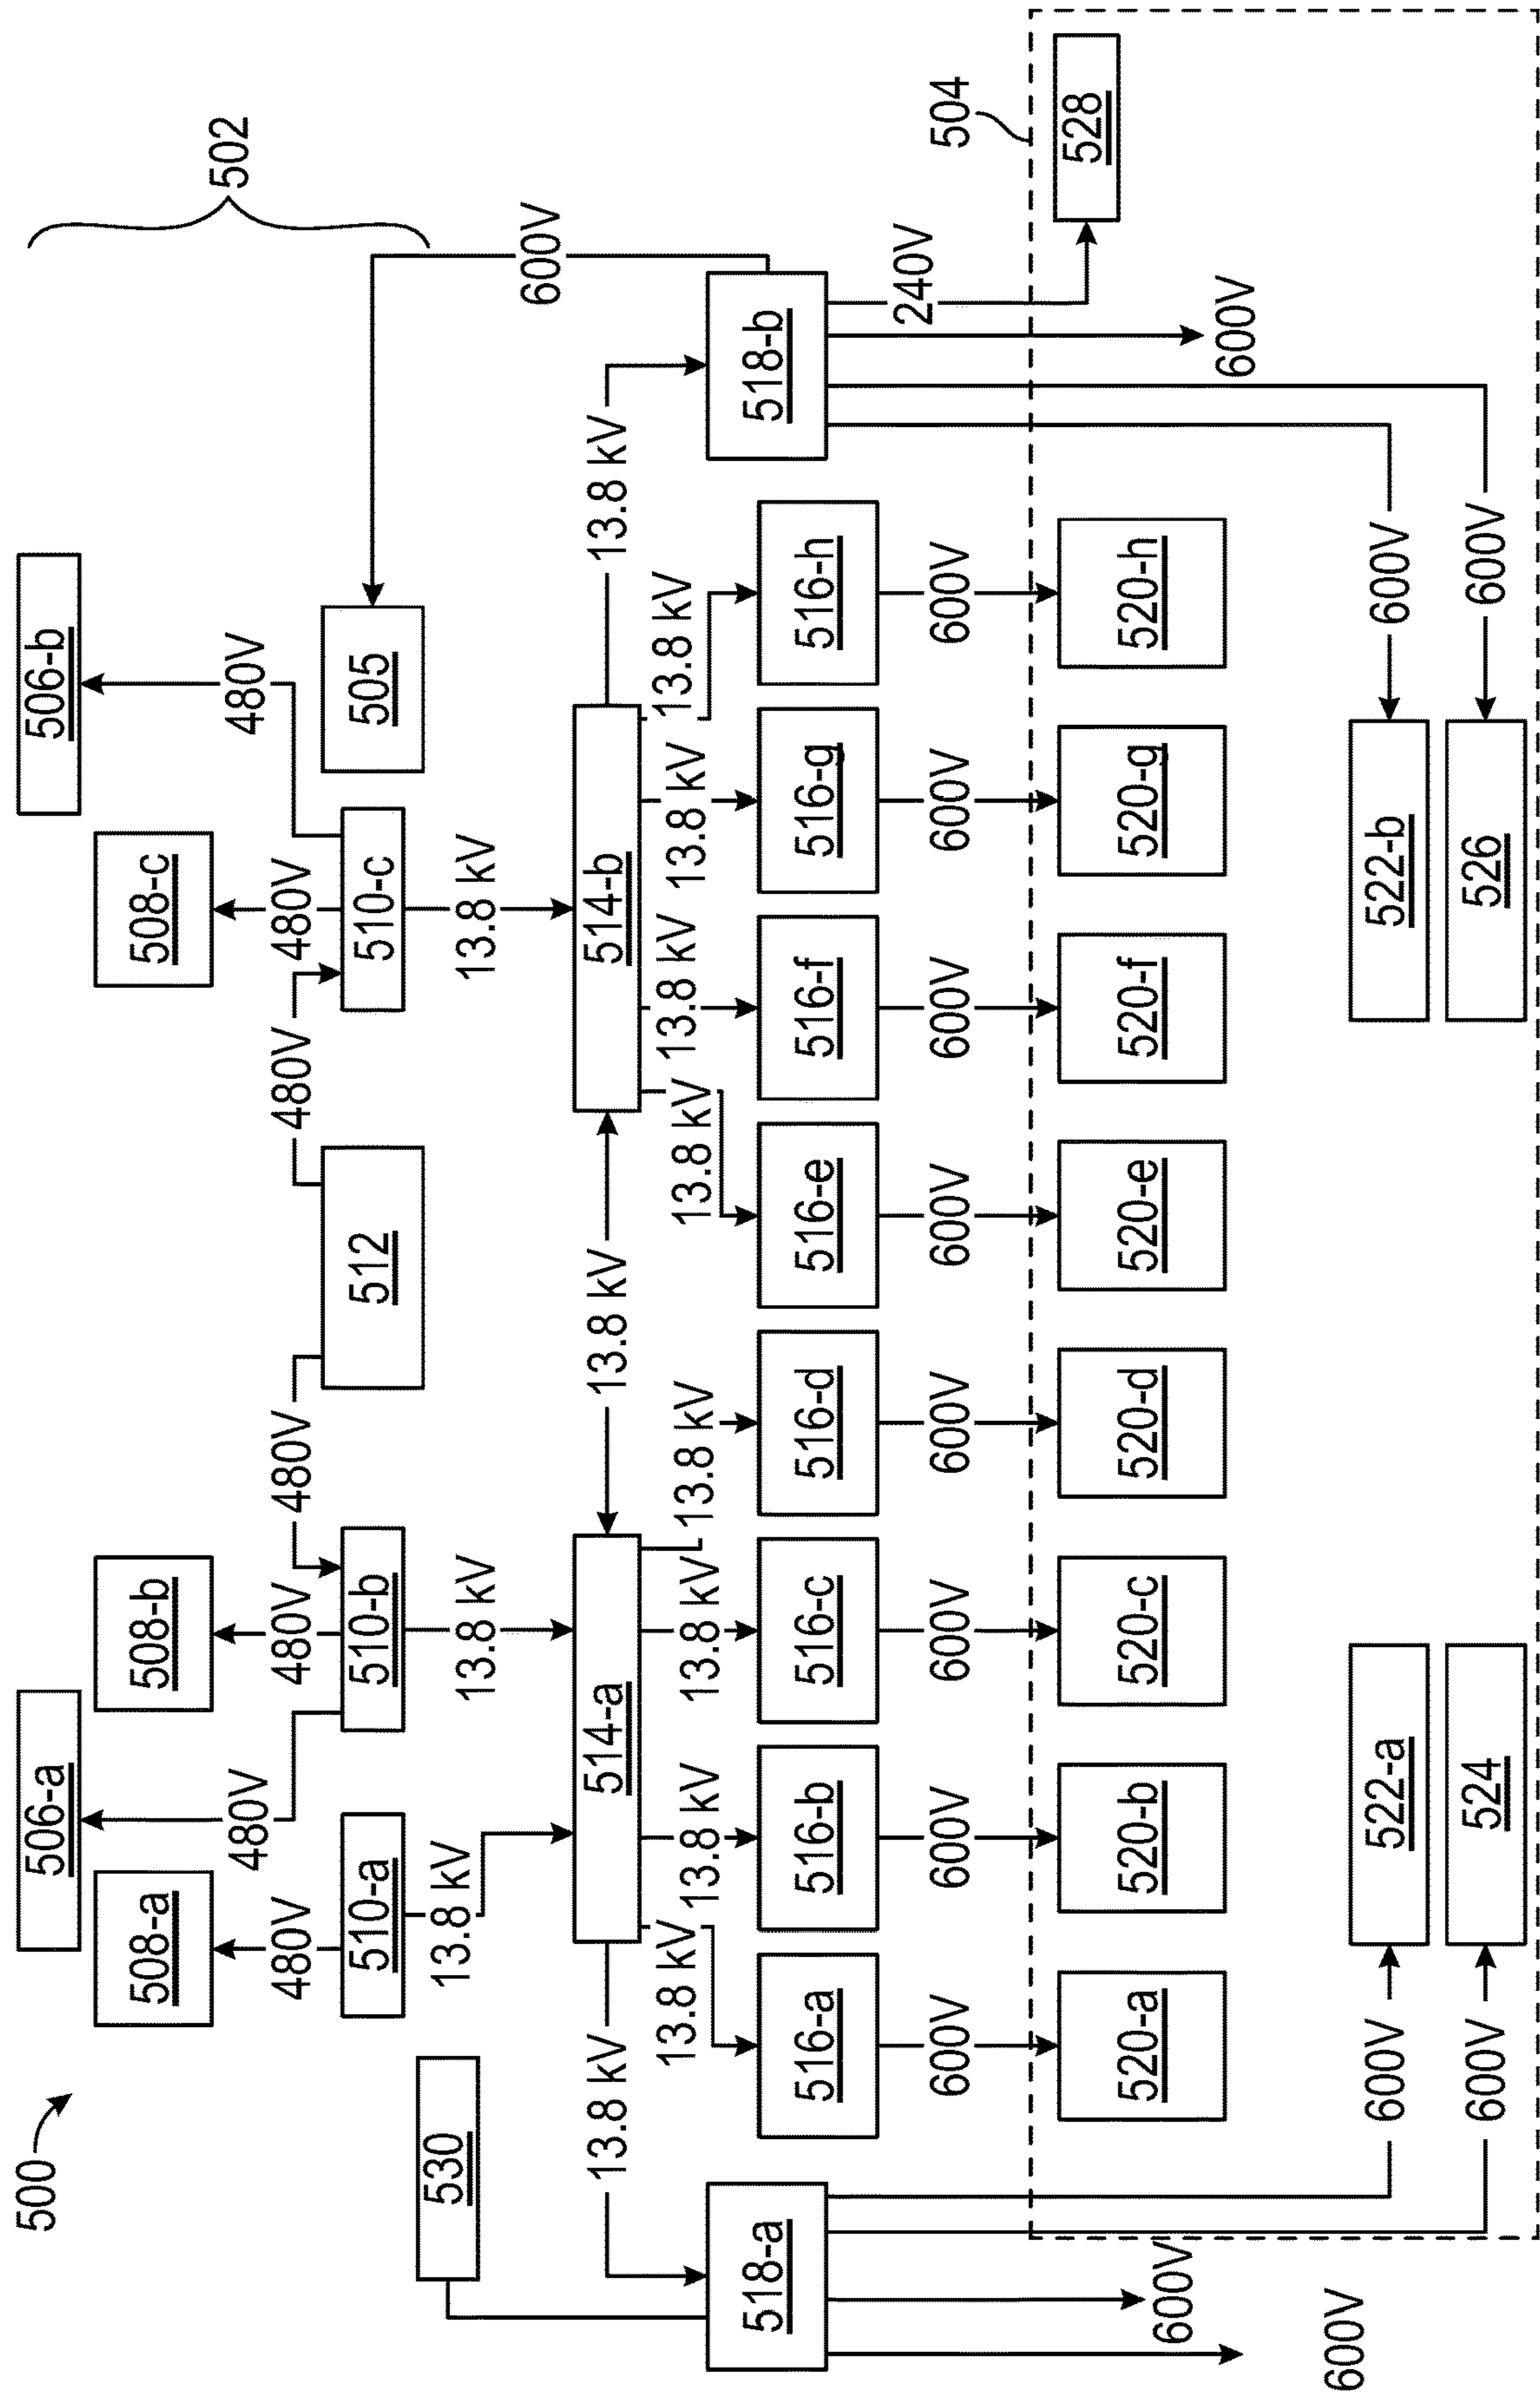 500
506-a
506-b
508-a
508-b
508-c
502
480V
480V
480V
480V
480V
480V
480V
510-a
510-b
512
510-c
505
530
13.8 kV
13.8 kV
13.8 kV
600V
13.8 kV
514-a
13.8 kV
514-b
13.8 kV
13.8 kV
13.8 kV
13.8 kV
13.8 kV
13.8 kV
13.8 kV
13.8 kV
13.8 kV
518-a
516-a
516-b
516-c
516-d
516-e
516-f
516-g
516-h
518-b
240V
600V
600V
600V
600V
600V
600V
600V
600V
504
528
520-a
520-b
520-c
520-d
520-e
520-f
520-g
520-h
600V
600V
600V
600V
522-a
522-b
600V
600V
524
526
600V